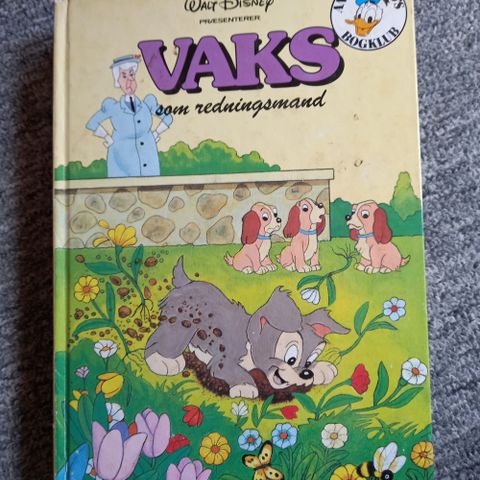 WALT DISNEY
PRÆSENTERER
VAKS
som redningsmand
BOGKLUB